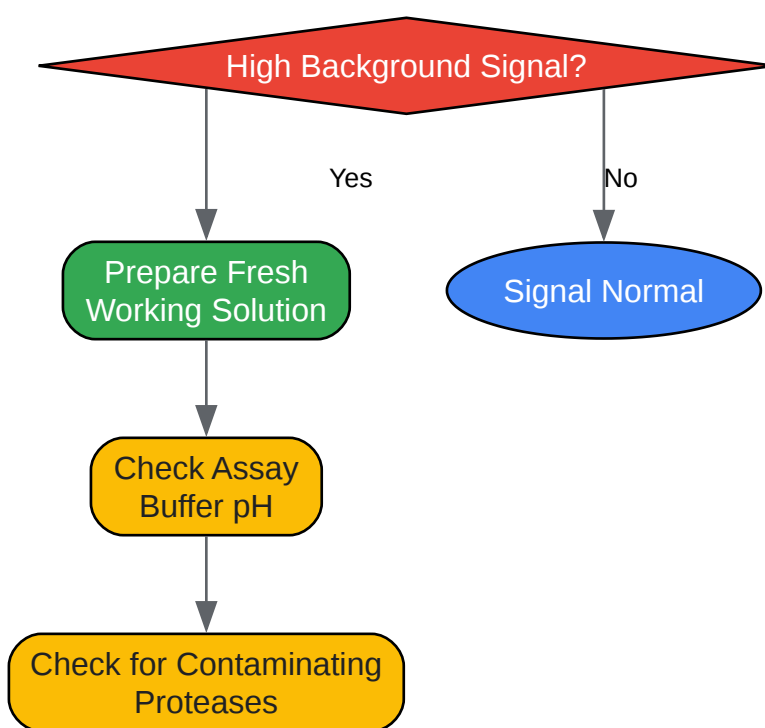 High Background Signal?
Yes
No
Prepare Fresh
Working Solution
Signal Normal
Check Assay
Buffer pH
Check for Contaminating
Proteases